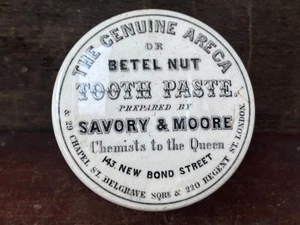 THE GENUINE ARECA
OR
BETEL NUT
TOOTH PASTE
PREPARED BY
SAVORY & MOORE
Chemists to the Queen
143 NEW BOND STREET
& 29 CHAPEL ST. BELGRAVE SQRE & 220 REGENT ST. LONDON.